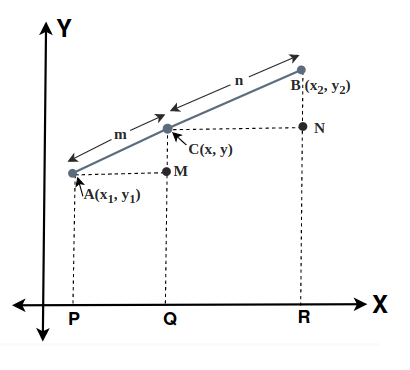 Y
n
B (x₂, y₂)
m
N
C(x, y)
M
A(x₁, y₁)
X
P Q R